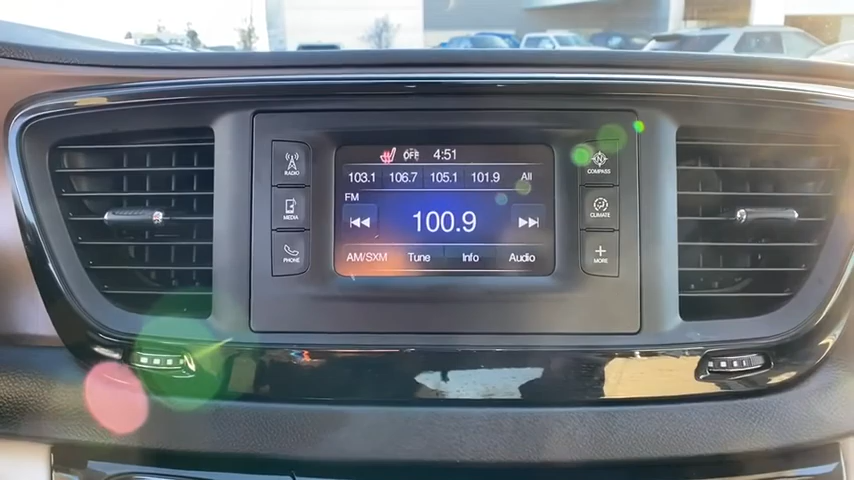 OFF 4:51
103.1 106.7 105.1 101.9 All
FM
100.9
AM/SXM Tune Info Audio
RADIO
MEDIA
PHONE
N
COMPASS
CLIMATE
MORE